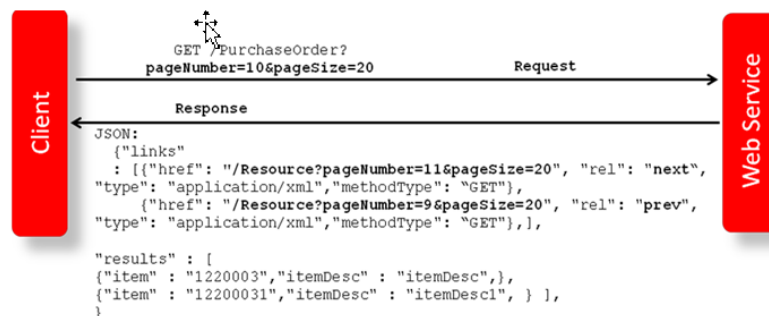 GET /PurchaseOrder?
pageNumber=10&pageSize=20
Request
Response
Client
Web Service
JSON:
{"links"
: [{"href": "/Resource?pageNumber=11&pageSize=20", "rel": "next“,
"type": "application/xml","methodType": “GET"},
{"href": "/Resource?pageNumber=9&pageSize=20", "rel": "prev",
"type": "application/xml","methodType": “GET"},],
"results" : [
{"item" : "1220003","itemDesc" : "itemDesc",},
{"item" : "12200031","itemDesc" : "itemDesc1", } ],
}